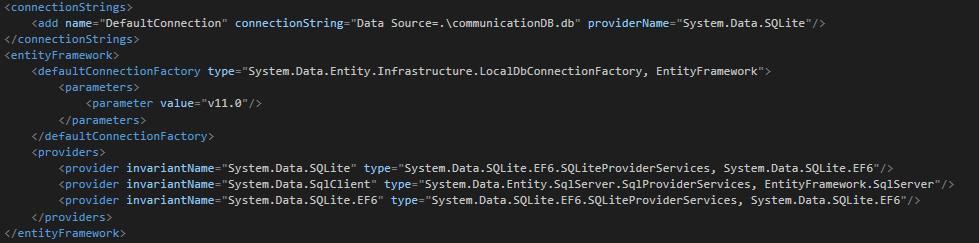 <connectionStrings>
    <add name="DefaultConnection" connectionString="Data Source=.\communicationDB.db" providerName="System.Data.SQLite"/>
</connectionStrings>
<entityFramework>
    <defaultConnectionFactory type="System.Data.Entity.Infrastructure.LocalDbConnectionFactory, EntityFramework">
        <parameters>
            <parameter value="v11.0"/>
        </parameters>
    </defaultConnectionFactory>
    <providers>
        <provider invariantName="System.Data.SQLite" type="System.Data.SQLite.EF6.SQLiteProviderServices, System.Data.SQLite.EF6"/>
        <provider invariantName="System.Data.SqlClient" type="System.Data.Entity.SqlServer.SqlProviderServices, EntityFramework.SqlServer"/>
        <provider invariantName="System.Data.SQLite.EF6" type="System.Data.SQLite.EF6.SQLiteProviderServices, System.Data.SQLite.EF6"/>
    </providers>
</entityFramework>